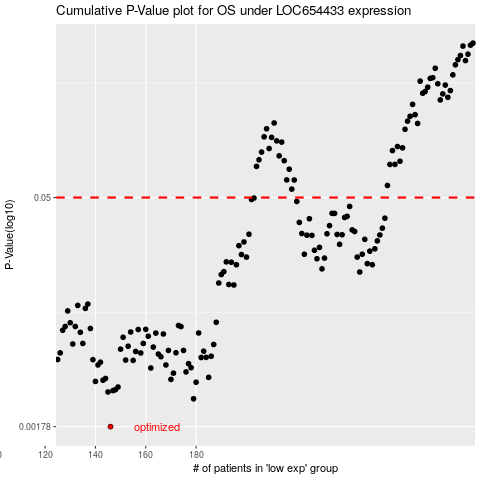 Cumulative P-Value plot for OS under LOC654433 expression
P-Value(log10)
0.05
0.00178
optimized
0 120 140 160 180
# of patients in 'low exp' group